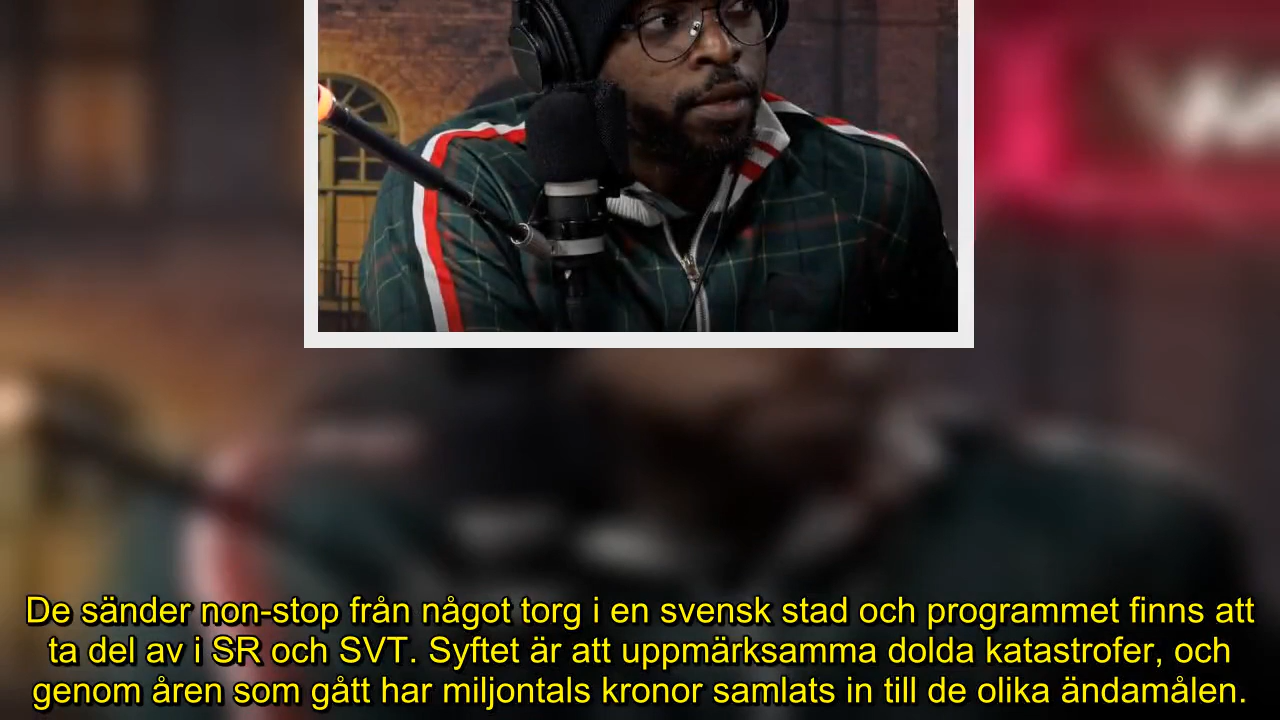 De sänder non-stop från något torg i en svensk stad och programmet finns att
ta del av i SR och SVT. Syftet är att uppmärksamma dolda katastrofer, och
genom åren som gått har miljontals kronor samlats in till de olika ändamålen.